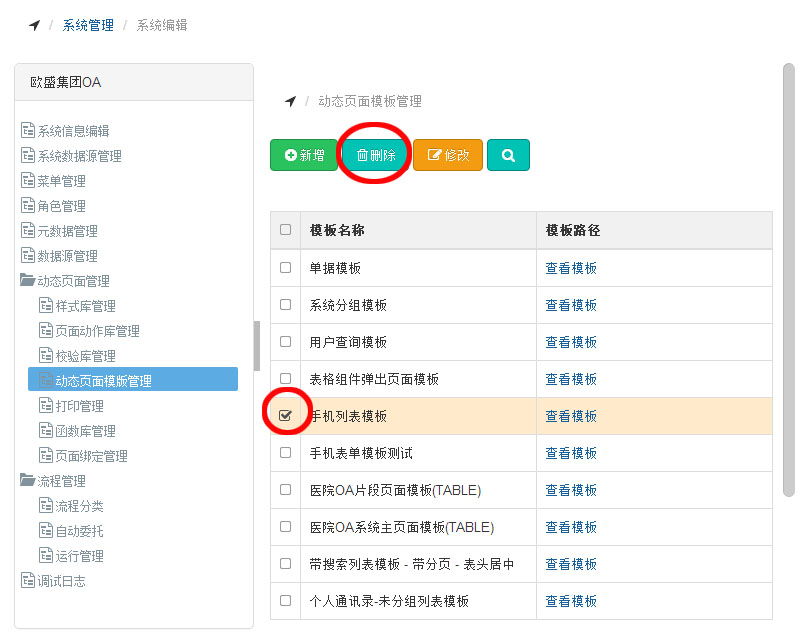 / 系统管理 / 系统编辑
欧盛集团OA
系统信息编辑
系统数据源管理
菜单管理
角色管理
元数据管理
数据源管理
动态页面管理
样式库管理
页面动作库管理
校验库管理
动态页面模版管理
打印管理
函数库管理
页面绑定管理
流程管理
流程分类
自动委托
运行管理
调试日志
/ 动态页面模板管理
新增 删除 修改
模板名称 模板路径
单据模板 查看模板
系统分组模板 查看模板
用户查询模板 查看模板
表格组件弹出页面模板 查看模板
手机列表模板 查看模板
手机表单模板测试 查看模板
医院OA片段页面模板(TABLE) 查看模板
医院OA系统主页面模板(TABLE) 查看模板
带搜索列表模板 - 带分页 - 表头居中 查看模板
个人通讯录-未分组列表模板 查看模板